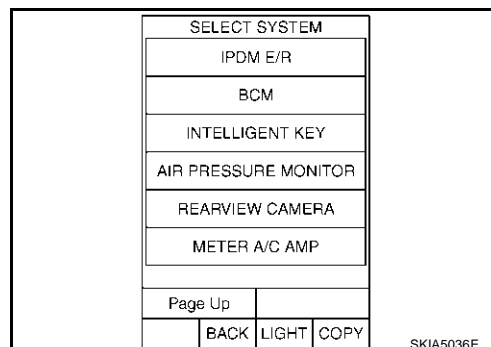 SELECT SYSTEM
IPDM E/R
BCM
INTELLIGENT KEY
AIR PRESSURE MONITOR
REARVIEW CAMERA
METER A/C AMP
Page Up
BACK LIGHT COPY
SKIA5036E